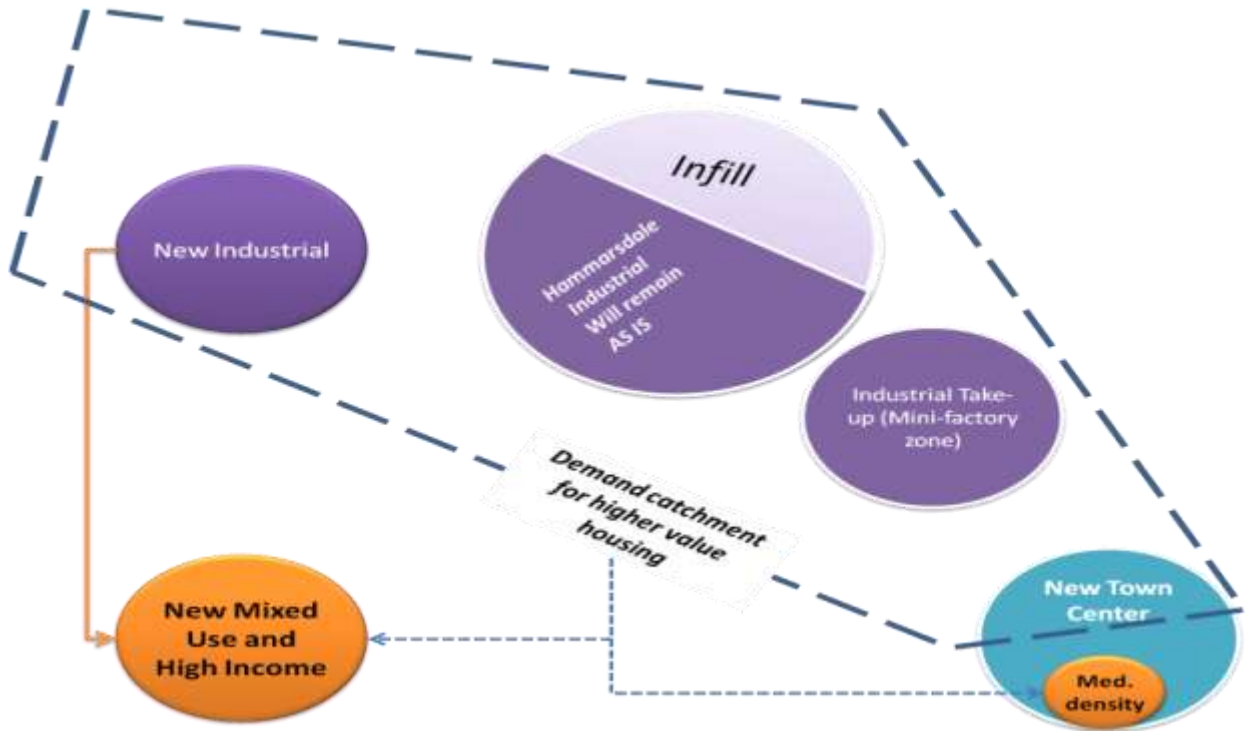 Infill
New Industrial
Hammarsdale
Industrial
Will remain
AS IS
Industrial Take-
up (Mini-factory
zone)
Demand catchment
for higher value
housing
New Town
Center
New Mixed
Use and
High Income
Med.
density